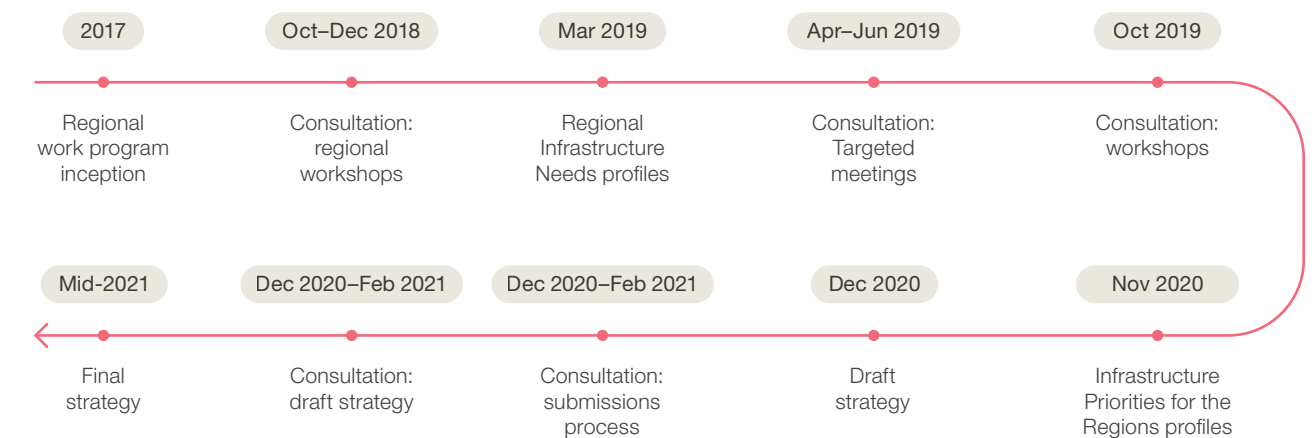 2017
Oct–Dec 2018
Mar 2019
Apr–Jun 2019
Oct 2019
Regional
work program
inception
Consultation:
regional
workshops
Regional
Infrastructure
Needs profiles
Consultation:
Targeted
meetings
Consultation:
workshops
Mid-2021
Dec 2020–Feb 2021
Dec 2020–Feb 2021
Dec 2020
Nov 2020
Final
strategy
Consultation:
draft strategy
Consultation:
submissions
process
Draft
strategy
Infrastructure
Priorities for the
Regions profiles